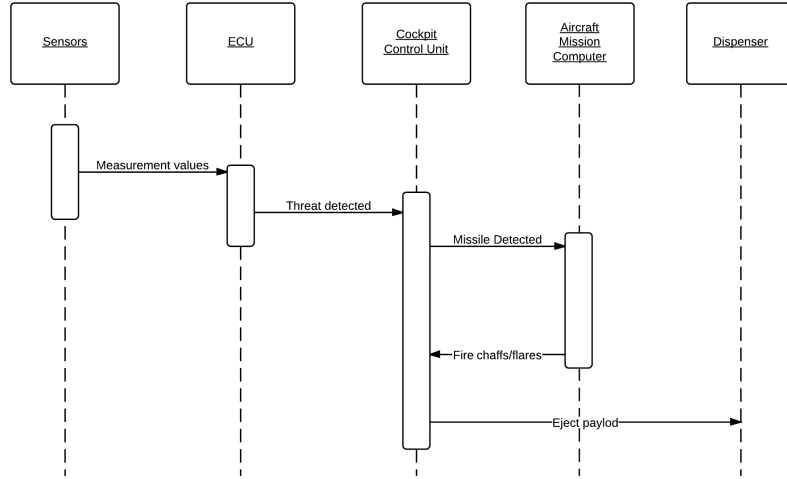 Sensors
ECU
Cockpit
Control Unit
Aircraft
Mission
Computer
Dispenser
Measurement values
Threat detected
Missile Detected
Fire chaffs/flares
Eject paylod